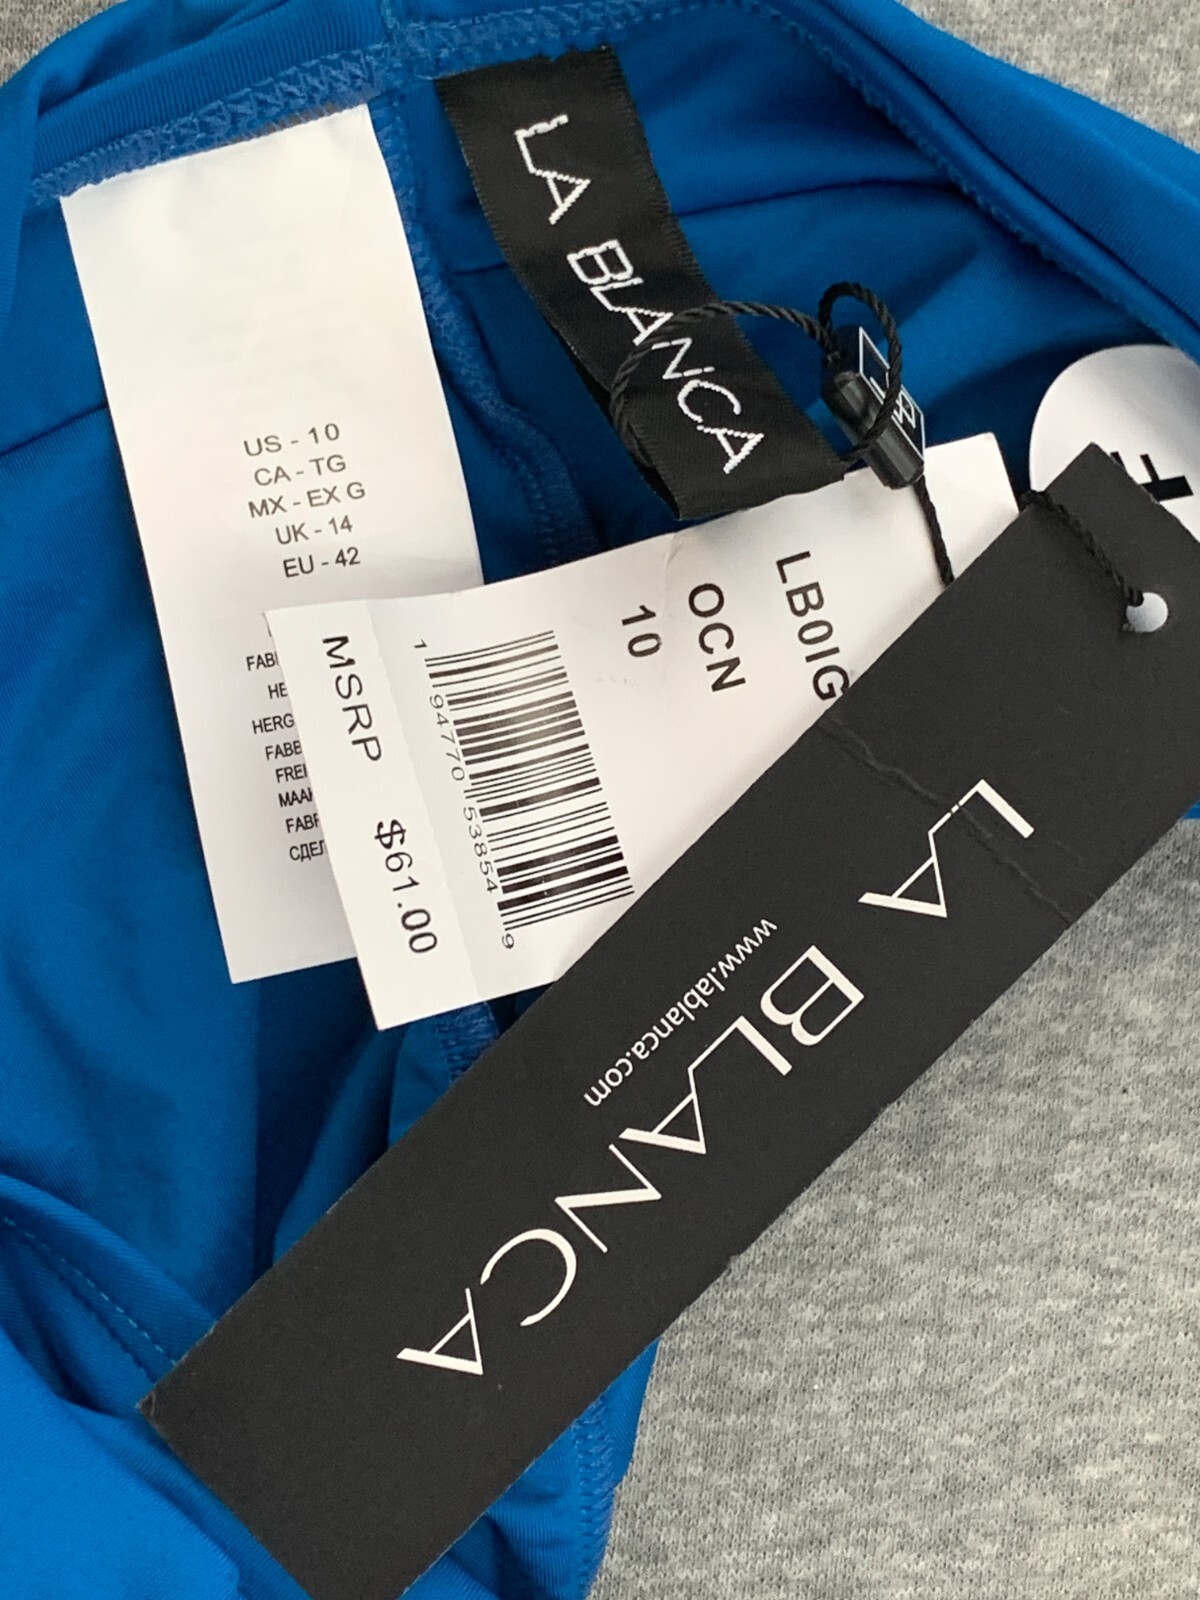 LA BLANCA
US - 10
CA - TG
MX - EX G
UK - 14
EU - 42
LB0IG
OCN
10
1 94770 53854 9
MSRP $61.00
LA BLANCA
www.lablanca.com